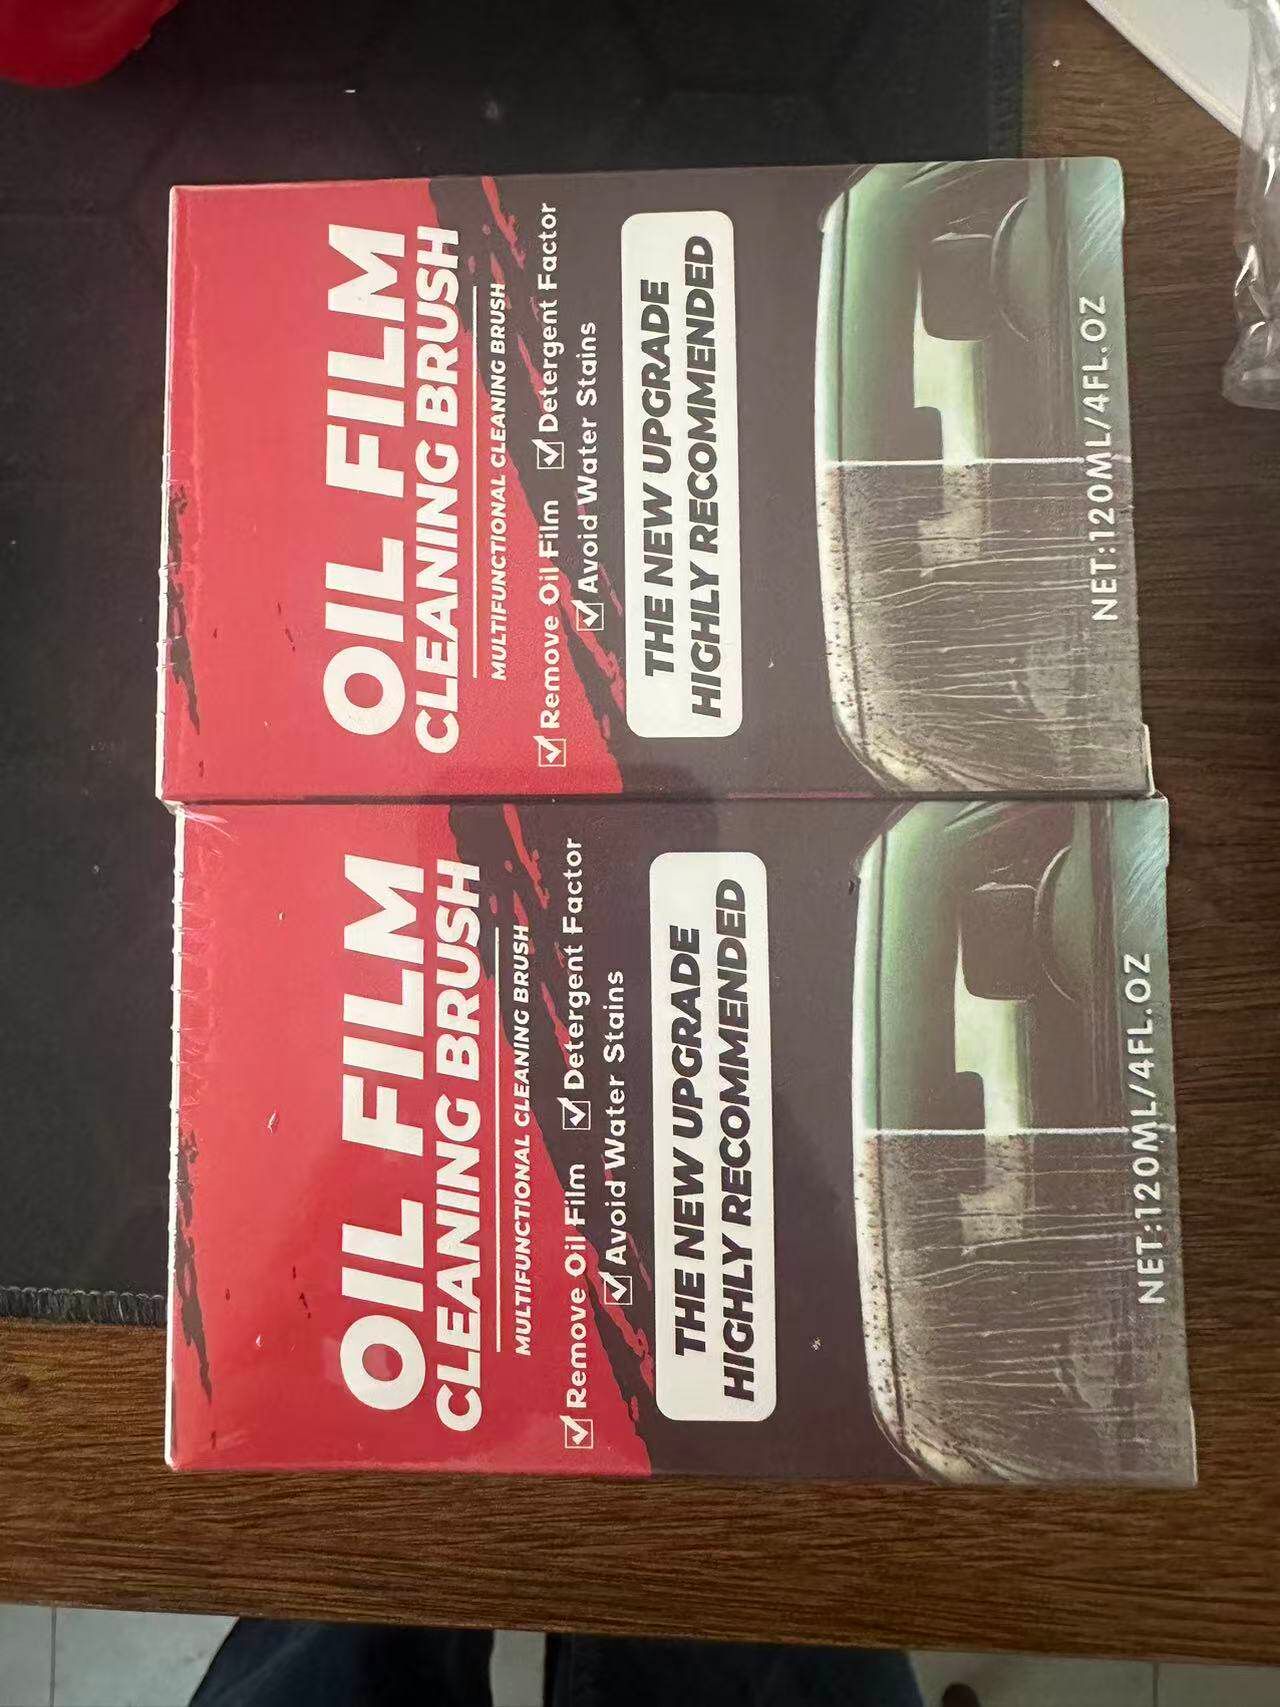 OIL FILM
CLEANING BRUSH
MULTIFUNCTIONAL CLEANING BRUSH
Remove Oil Film Detergent Factor
Avoid Water Stains
THE NEW UPGRADE
HIGHLY RECOMMENDED
NET:120ML/4FL.OZ
OIL FILM
CLEANING BRUSH
MULTIFUNCTIONAL CLEANING BRUSH
Remove Oil Film Detergent Factor
Avoid Water Stains
THE NEW UPGRADE
HIGHLY RECOMMENDED
NET:120ML/4FL.OZ